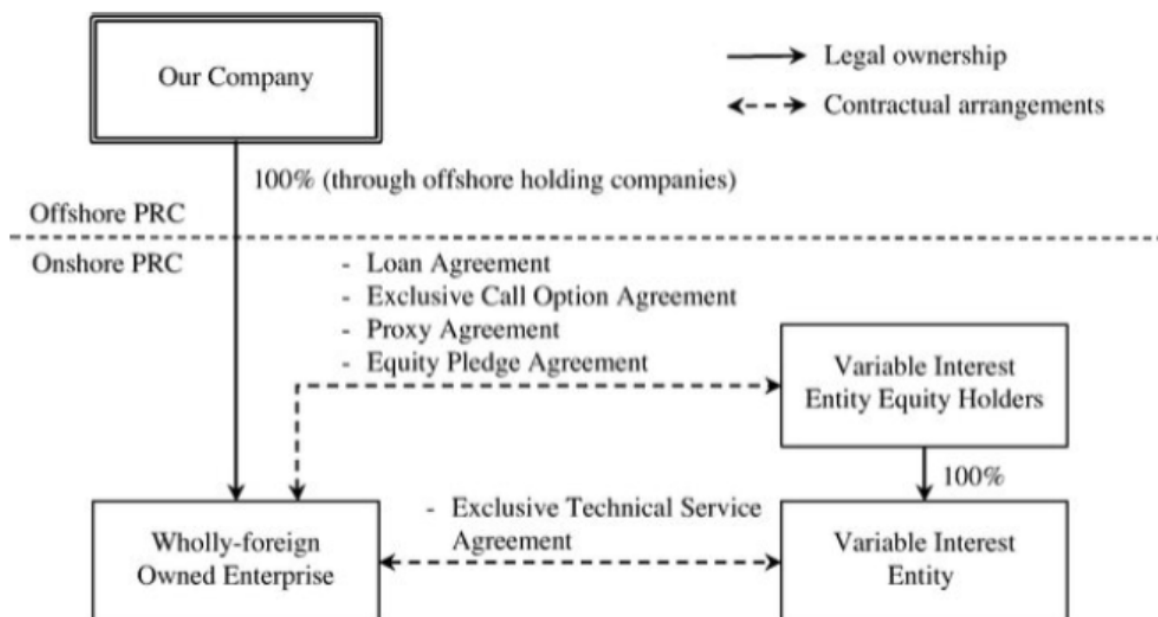 Our Company
Legal ownership
Contractual arrangements
100% (through offshore holding companies)
Offshore PRC
Onshore PRC
- Loan Agreement
- Exclusive Call Option Agreement
- Proxy Agreement
- Equity Pledge Agreement
Variable Interest
Entity Equity Holders
100%
- Exclusive Technical Service
Agreement
Wholly-foreign
Owned Enterprise
Variable Interest
Entity